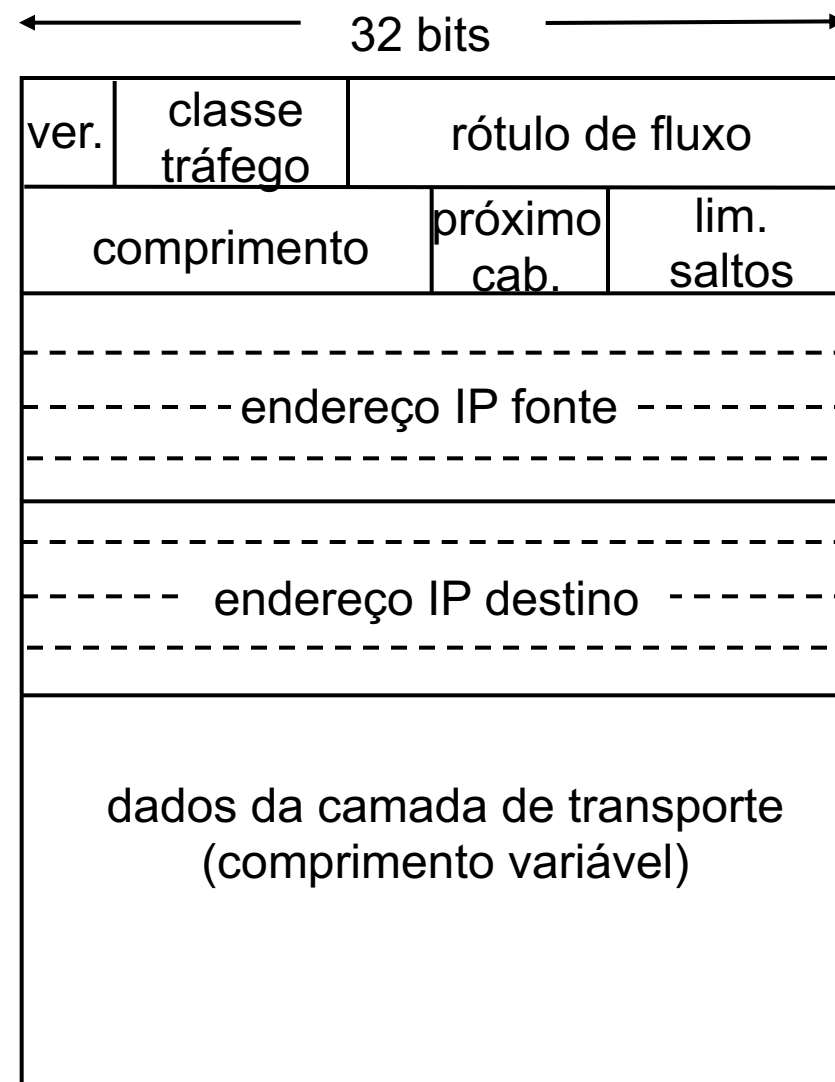 32 bits
ver.
classe
tráfego
rótulo de fluxo
comprimento
próximo
cab.
lim.
saltos
endereço IP fonte
endereço IP destino
dados da camada de transporte
(comprimento variável)